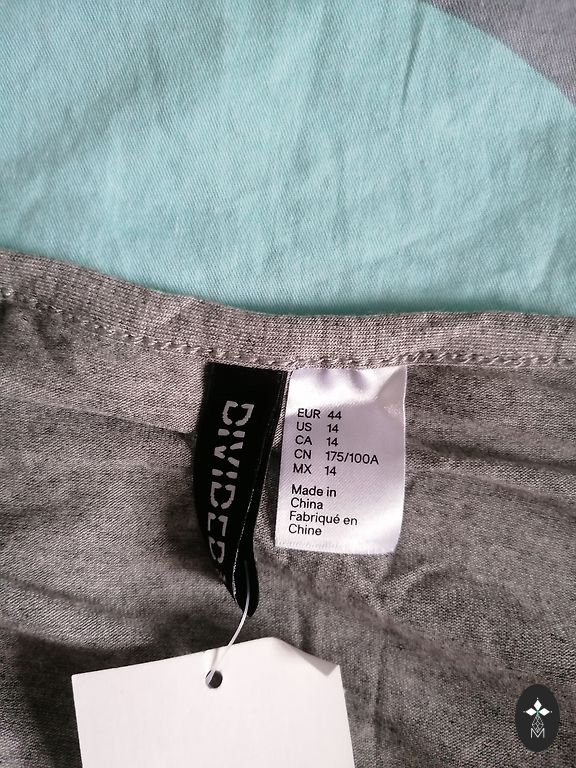 DIVIDED
EUR 44
US 14
CA 14
CN 175/100A
MX 14
Made in
China
Fabriqué en
Chine
M